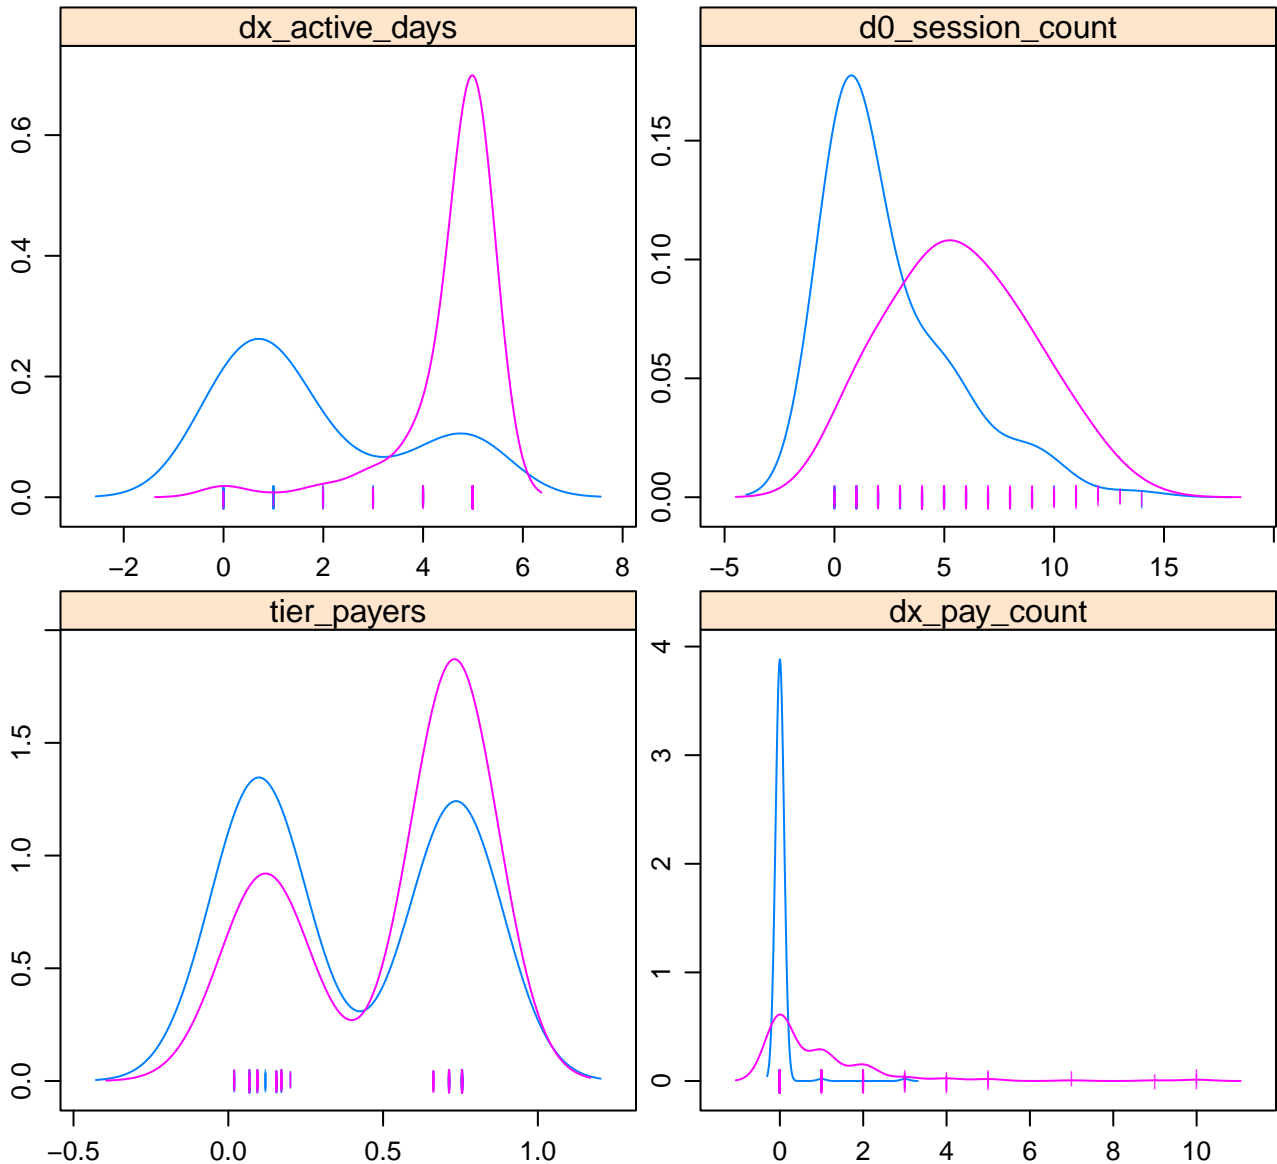 dx_active_days
d0_session_count
0.0 0.2 0.4 0.6
0.00 0.05 0.10 0.15
−2 0 2 4 6 8
−5 0 5 10 15
tier_payers
dx_pay_count
0.0 0.5 1.0 1.5
0 1 2 3 4
−0.5 0.0 0.5 1.0
0 2 4 6 8 10